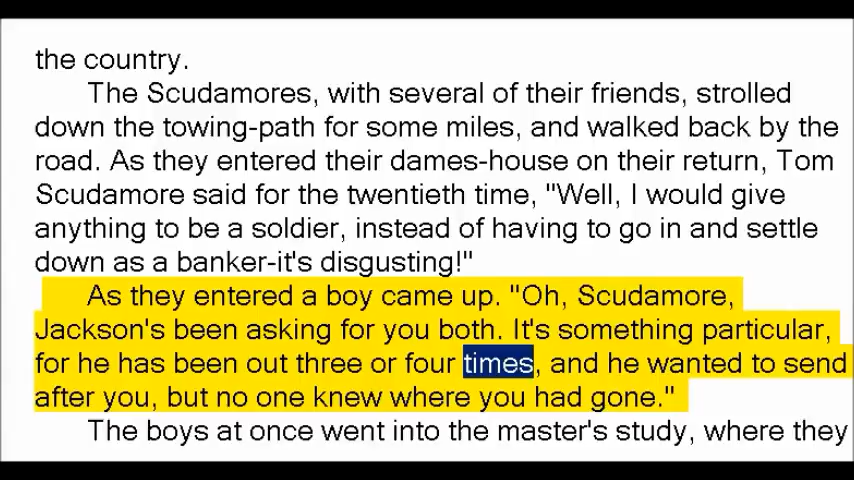 the country.
The Scudamores, with several of their friends, strolled
down the towing-path for some miles, and walked back by the
road. As they entered their dames-house on their return, Tom
Scudamore said for the twentieth time, "Well, I would give
anything to be a soldier, instead of having to go in and settle
down as a banker-it's disgusting!"
As they entered a boy came up. "Oh, Scudamore,
Jackson's been asking for you both. It's something particular,
for he has been out three or four times, and he wanted to send
after you, but no one knew where you had gone."
The boys at once went into the master's study, where they